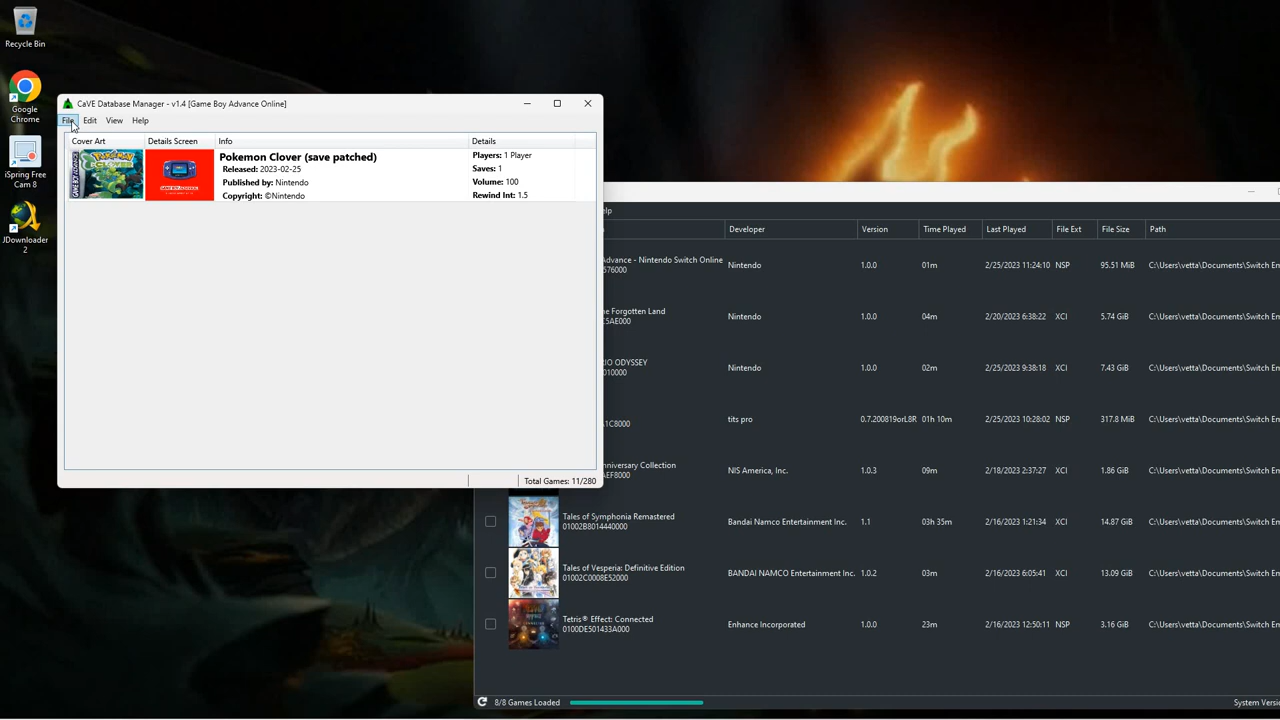 Recycle Bin
Google
Chrome
iSpring Free
Cam 8
JDownloader
2
CaVE Database Manager - v1.4 [Game Boy Advance Online]
File Edit View Help
Cover Art Details Screen Info Details
Pokemon Clover (save patched)
Released: 2023-02-25
Published by: Nintendo
Copyright: ©Nintendo
Players: 1 Player
Saves: 1
Volume: 100
Rewind Int: 1.5
Total Games: 11/280
elp
Developer Version Time Played Last Played File Ext File Size Path
Advance - Nintendo Switch Online
576000
Nintendo 1.0.0 01m 2/25/2023 11:24:10 NSP 95.51 MiB C:\Users\vetta\Documents\Switch Em
he Forgotten Land
C5AE000
Nintendo 1.0.0 04m 2/20/2023 6:38:22 XCI 5.74 GiB C:\Users\vetta\Documents\Switch Em
IO ODYSSEY
010000
Nintendo 1.0.0 02m 2/25/2023 9:38:18 XCI 7.43 GiB C:\Users\vetta\Documents\Switch Em
A1C8000
tits pro 0.7.200819orL8R 01h 10m 2/25/2023 10:28:02 NSP 317.8 MiB C:\Users\vetta\Documents\Switch Em
nniversary Collection
AEF8000
NIS America, Inc. 1.0.3 09m 2/18/2023 2:37:27 XCI 1.86 GiB C:\Users\vetta\Documents\Switch Em
Tales of Symphonia Remastered
01002B8014440000
Bandai Namco Entertainment Inc. 1.1 03h 35m 2/16/2023 1:21:34 XCI 14.87 GiB C:\Users\vetta\Documents\Switch Em
Tales of Vesperia: Definitive Edition
01002C0008E52000
BANDAI NAMCO Entertainment Inc. 1.0.2 03m 2/16/2023 6:05:41 XCI 13.09 GiB C:\Users\vetta\Documents\Switch Em
Tetris® Effect: Connected
0100DE501433A000
Enhance Incorporated 1.0.0 23m 2/16/2023 12:50:11 NSP 3.16 GiB C:\Users\vetta\Documents\Switch Em
8/8 Games Loaded
System Versi